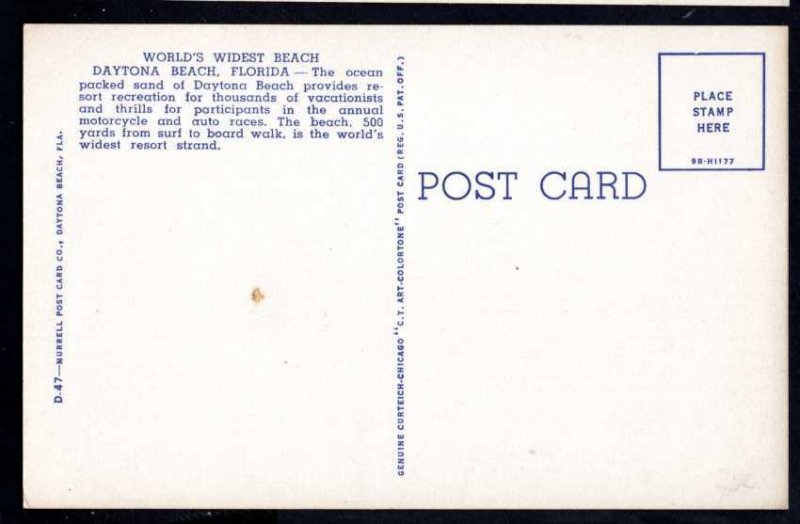 WORLD'S WIDEST BEACH
DAYTONA BEACH, FLORIDA — The ocean
packed sand of Daytona Beach provides re-
sort recreation for thousands of vacationists
and thrills for participants in the annual
motorcycle and auto races. The beach, 500
yards from surf to board walk, is the world's
widest resort strand.
D-47—HURRELL POST CARD CO., DAYTONA BEACH, FLA.
GENUINE CURTEICH-CHICAGO "C.T. ART-COLORTONE" POST CARD (REG. U.S. PAT. OFF.)
POST CARD
PLACE
STAMP
HERE
9B-H1177